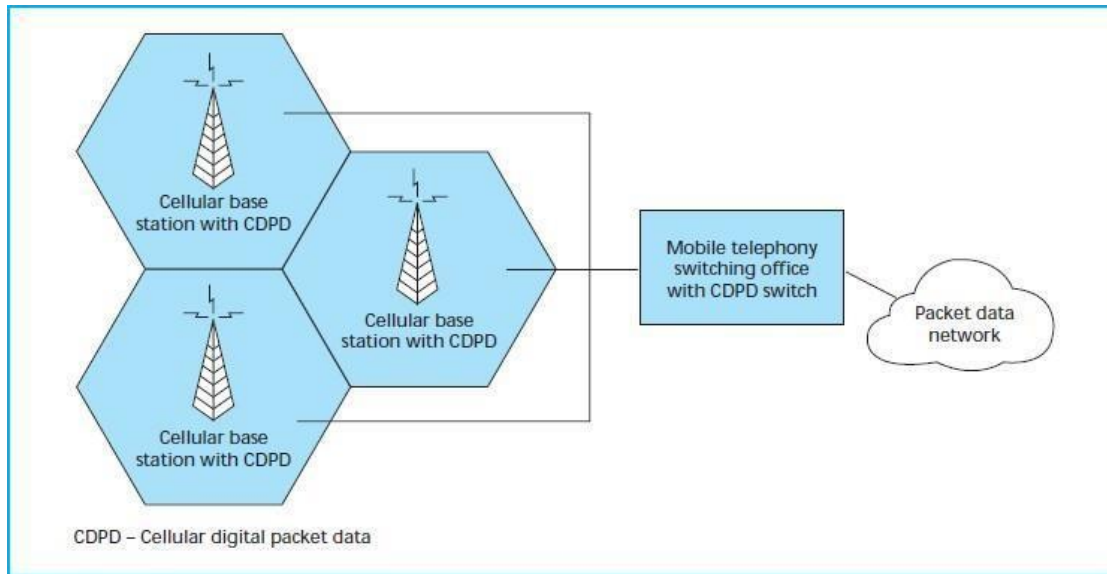 Cellular base
station with CDPD
Cellular base
station with CDPD
Cellular base
station with CDPD
Mobile telephony
switching office
with CDPD switch
Packet data
network
CDPD – Cellular digital packet data